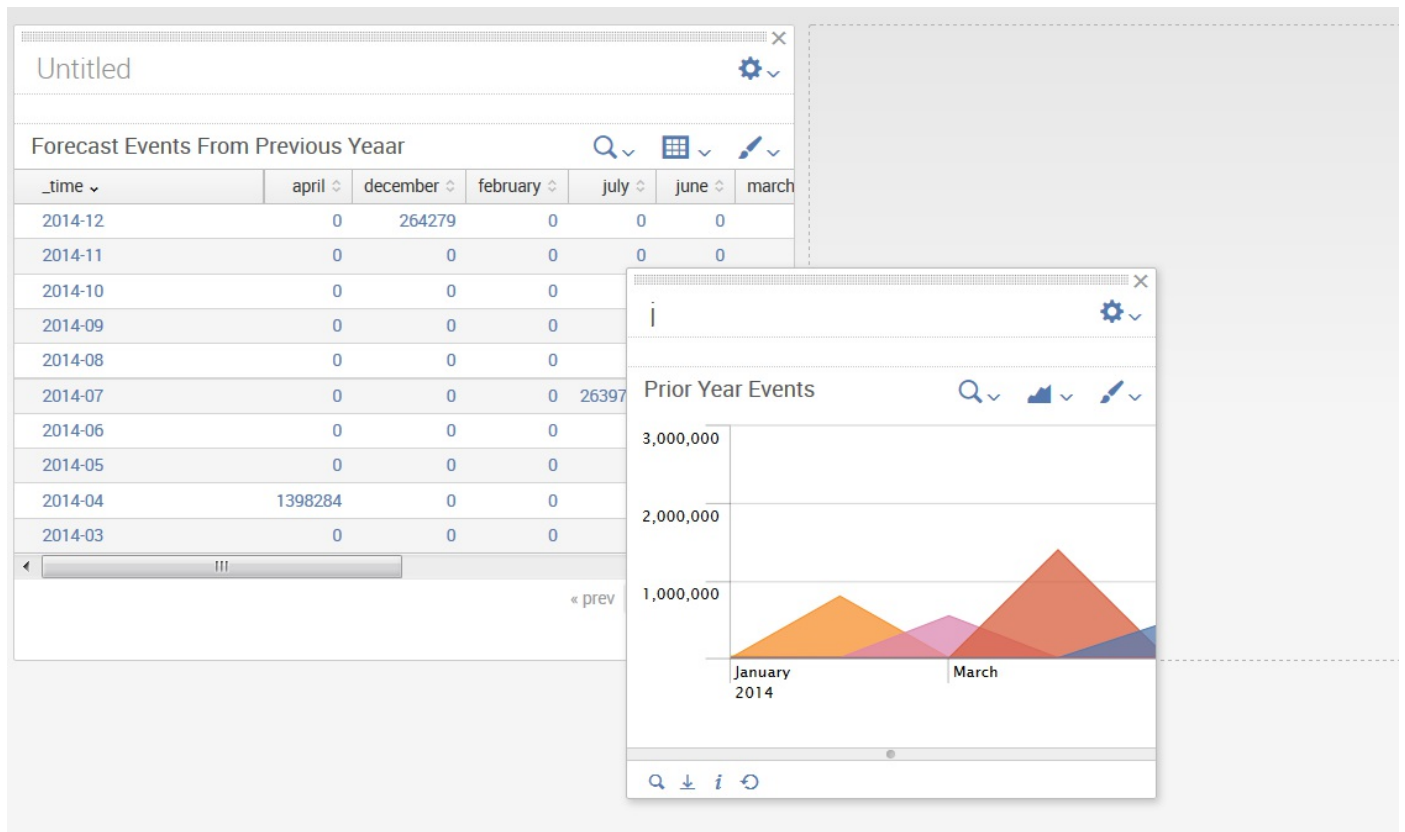 Untitled
Forecast Events From Previous Yeaar
_time april december february july june march
2014-12 0 264279 0 0 0
2014-11 0 0 0 0 0
2014-10 0 0 0
2014-09 0 0 0
2014-08 0 0 0
2014-07 0 0 0 26397
2014-06 0 0 0
2014-05 0 0 0
2014-04 1398284 0 0
2014-03 0 0 0
« prev
j
Prior Year Events
3,000,000
2,000,000
1,000,000
January March
2014
i